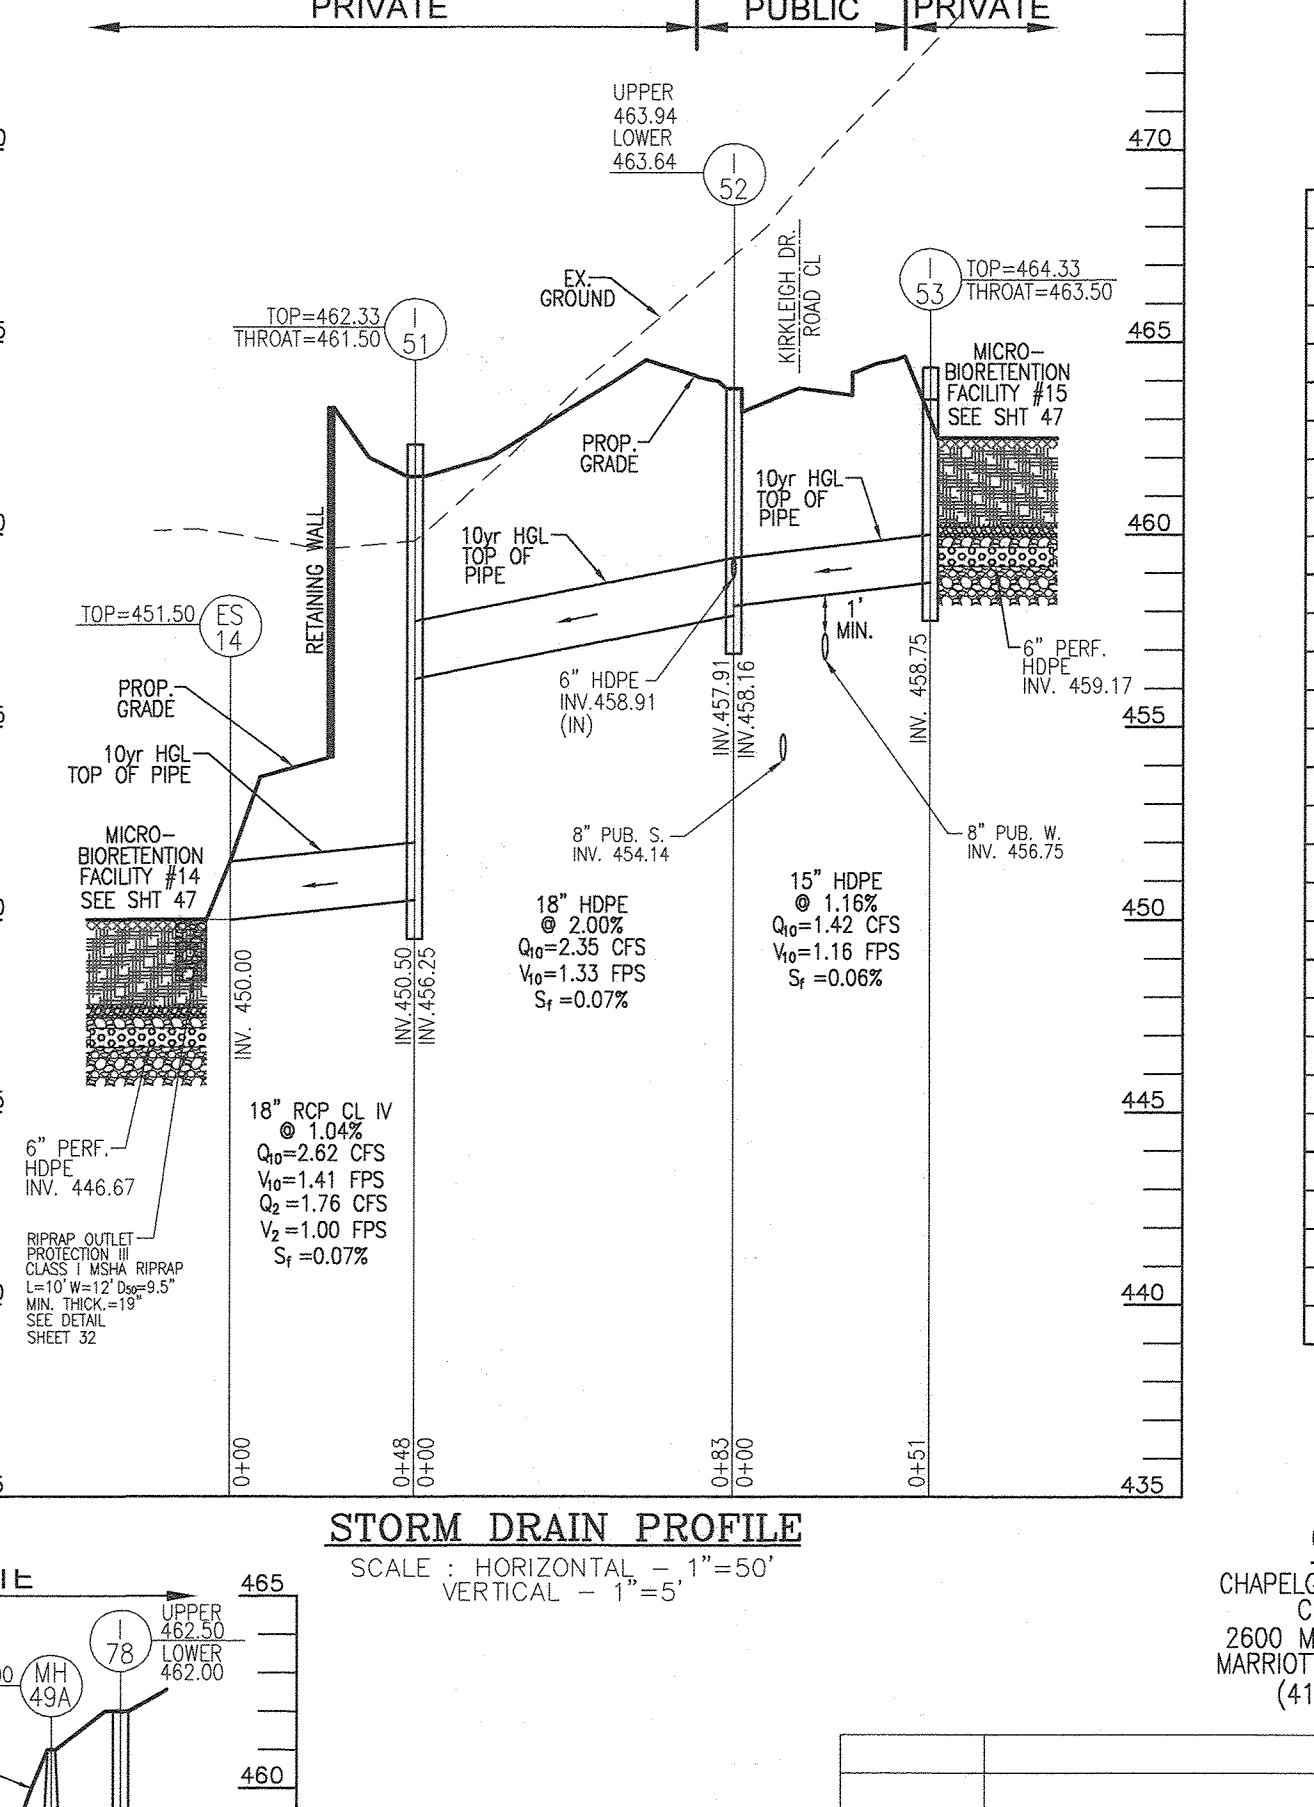 PRIVATE
PUBLIC
PRIVATE
UPPER
463.94
LOWER
463.64
I
52
470
KIRKLEIGH DR.
ROAD CL
I
53
TOP=464.33
THROAT=463.50
EX.
GROUND
TOP=462.33
THROAT=461.50
I
51
465
MICRO-
BIORETENTION
FACILITY #15
SEE SHT 47
PROP.
GRADE
10yr HGL
TOP OF
PIPE
460
10yr HGL
TOP OF
PIPE
RETAINING WALL
TOP=451.50
ES
14
1'
MIN.
6" PERF.
HDPE
INV. 459.17
6" HDPE
INV.458.91
(IN)
INV.457.91
INV.458.16
INV. 458.75
455
PROP.
GRADE
10yr HGL
TOP OF PIPE
8" PUB. S.
INV. 454.14
8" PUB. W.
INV. 456.75
MICRO-
BIORETENTION
FACILITY #14
SEE SHT 47
15" HDPE
@ 1.16%
Q10=1.42 CFS
V10=1.16 FPS
Sf =0.06%
18" HDPE
@ 2.00%
Q10=2.35 CFS
V10=1.33 FPS
Sf =0.07%
450
INV. 450.00
INV.450.50
INV.456.25
445
18" RCP CL IV
@ 1.04%
Q10=2.62 CFS
V10=1.41 FPS
Q2 =1.76 CFS
V2 =1.00 FPS
Sf =0.07%
6" PERF.
HDPE
INV. 446.67
RIPRAP OUTLET
PROTECTION III
CLASS I MSHA RIPRAP
L=10' W=12' D50=9.5"
MIN. THICK.=19"
SEE DETAIL
SHEET 32
440
0+00
0+48
0+00
0+83
0+00
0+51
435
STORM DRAIN PROFILE
SCALE : HORIZONTAL - 1"=50'
VERTICAL - 1"=5'
465
UPPER
462.50
LOWER
462.00
I
78
MH
49A
460
CHAPELG
C
2600 M
MARRIOT
(41